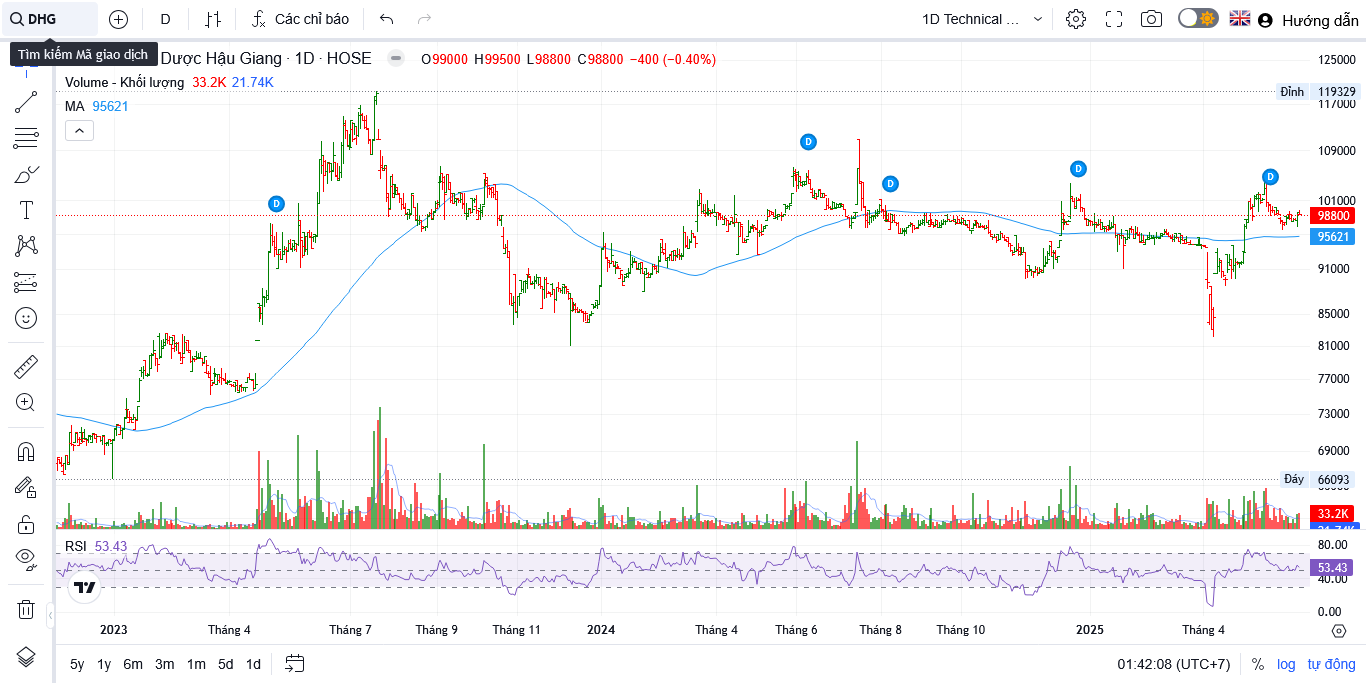 DHG
D
Các chỉ báo
1D Technical ...
Hướng dẫn
Tìm kiếm Mã giao dịch
Dược Hậu Giang · 1D · HOSE
O99000 H99500 L98800 C98800 −400 (−0.40%)
Volume - Khối lượng 33.2K 21.74K
MA 95621
125000
Đỉnh 119329
117000
109000
101000
98800
95621
91000
85000
81000
77000
73000
69000
Đáy 66093
33.2K
D
D
D
D
D
RSI 53.43
80.00
53.43
40.00
0.00
2023 Tháng 4 Tháng 7 Tháng 9 Tháng 11 2024 Tháng 4 Tháng 6 Tháng 8 Tháng 10 2025 Tháng 4
5y 1y 6m 3m 1m 5d 1d
01:42:08 (UTC+7) % log tự động